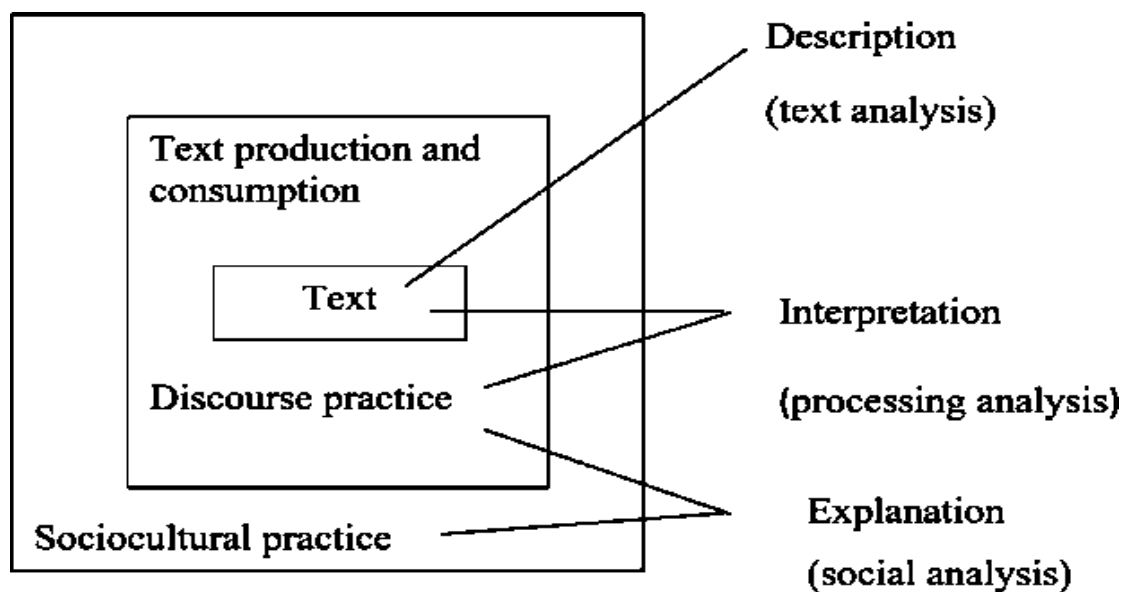 Description
(text analysis)
Text production and
consumption
Text
Interpretation
Discourse practice
(processing analysis)
Explanation
Sociocultural practice
(social analysis)